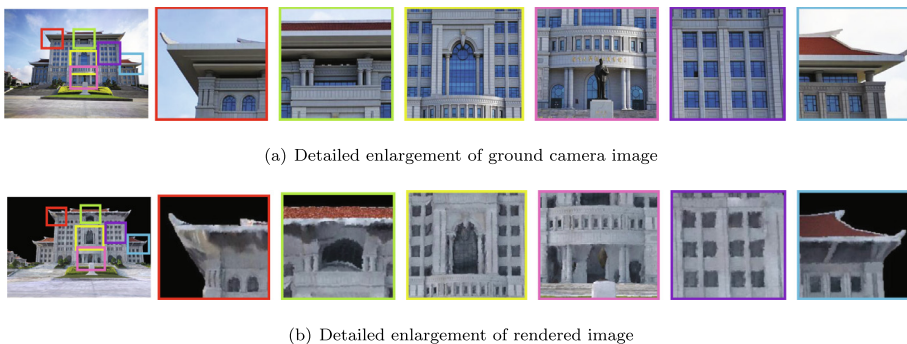 (a) Detailed enlargement of ground camera image
(b) Detailed enlargement of rendered image